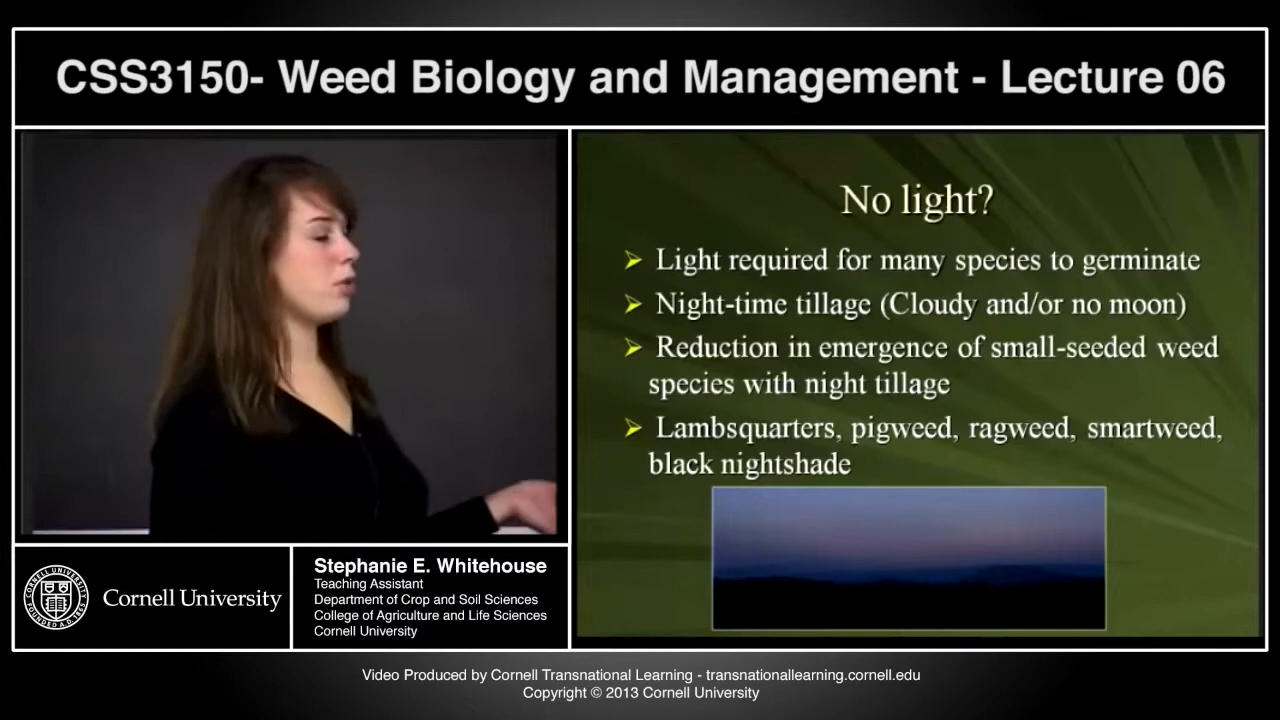 CSS3150- Weed Biology and Management - Lecture 06
No light?
Light required for many species to germinate
Night-time tillage (Cloudy and/or no moon)
Reduction in emergence of small-seeded weed
species with night tillage
Lambsquarters, pigweed, ragweed, smartweed,
black nightshade
Cornell University
Stephanie E. Whitehouse
Teaching Assistant
Department of Crop and Soil Sciences
College of Agriculture and Life Sciences
Cornell University
Video Produced by Cornell Transnational Learning - transnationallearning.cornell.edu
Copyright © 2013 Cornell University